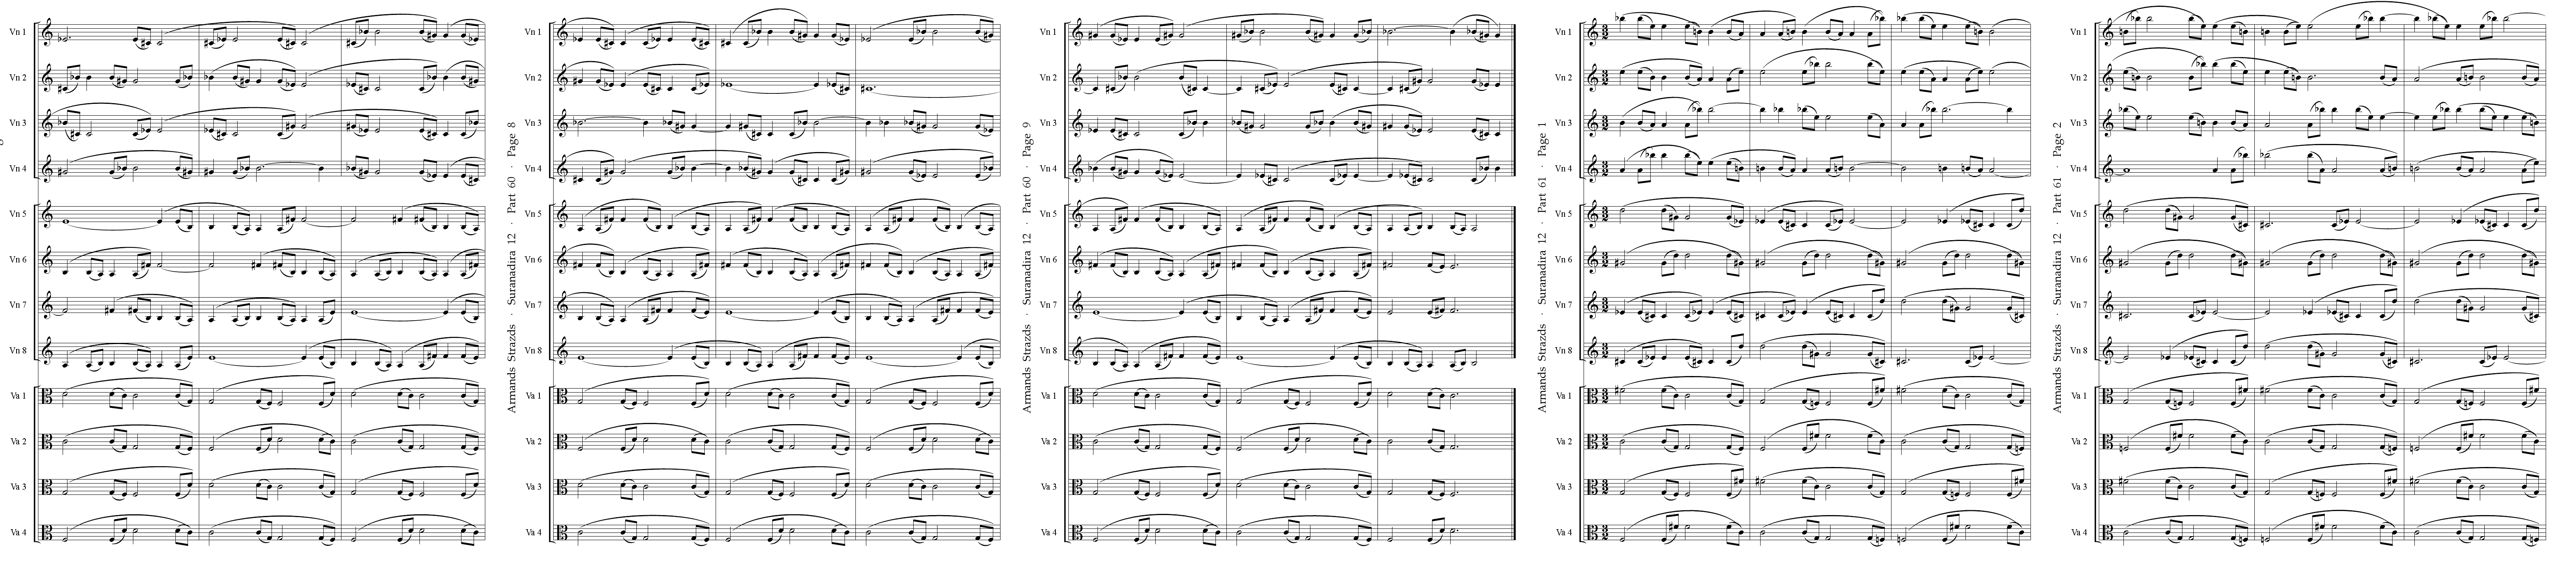 Vn 1
Vn 2
Vn 3
Vn 4
Vn 5
Vn 6
Vn 7
Vn 8
Va 1
Va 2
Va 3
Va 4
Armands Strazds · Suranadira 12 · Part 60 · Page 8
Vn 1
Vn 2
Vn 3
Vn 4
Vn 5
Vn 6
Vn 7
Vn 8
Va 1
Va 2
Va 3
Va 4
Armands Strazds · Suranadira 12 · Part 60 · Page 9
Vn 1
Vn 2
Vn 3
Vn 4
Vn 5
Vn 6
Vn 7
Vn 8
Va 1
Va 2
Va 3
Va 4
Armands Strazds · Suranadira 12 · Part 61 · Page 1
Vn 1
Vn 2
Vn 3
Vn 4
Vn 5
Vn 6
Vn 7
Vn 8
Va 1
Va 2
Va 3
Va 4
Armands Strazds · Suranadira 12 · Part 61 · Page 2
Vn 1
Vn 2
Vn 3
Vn 4
Vn 5
Vn 6
Vn 7
Vn 8
Va 1
Va 2
Va 3
Va 4